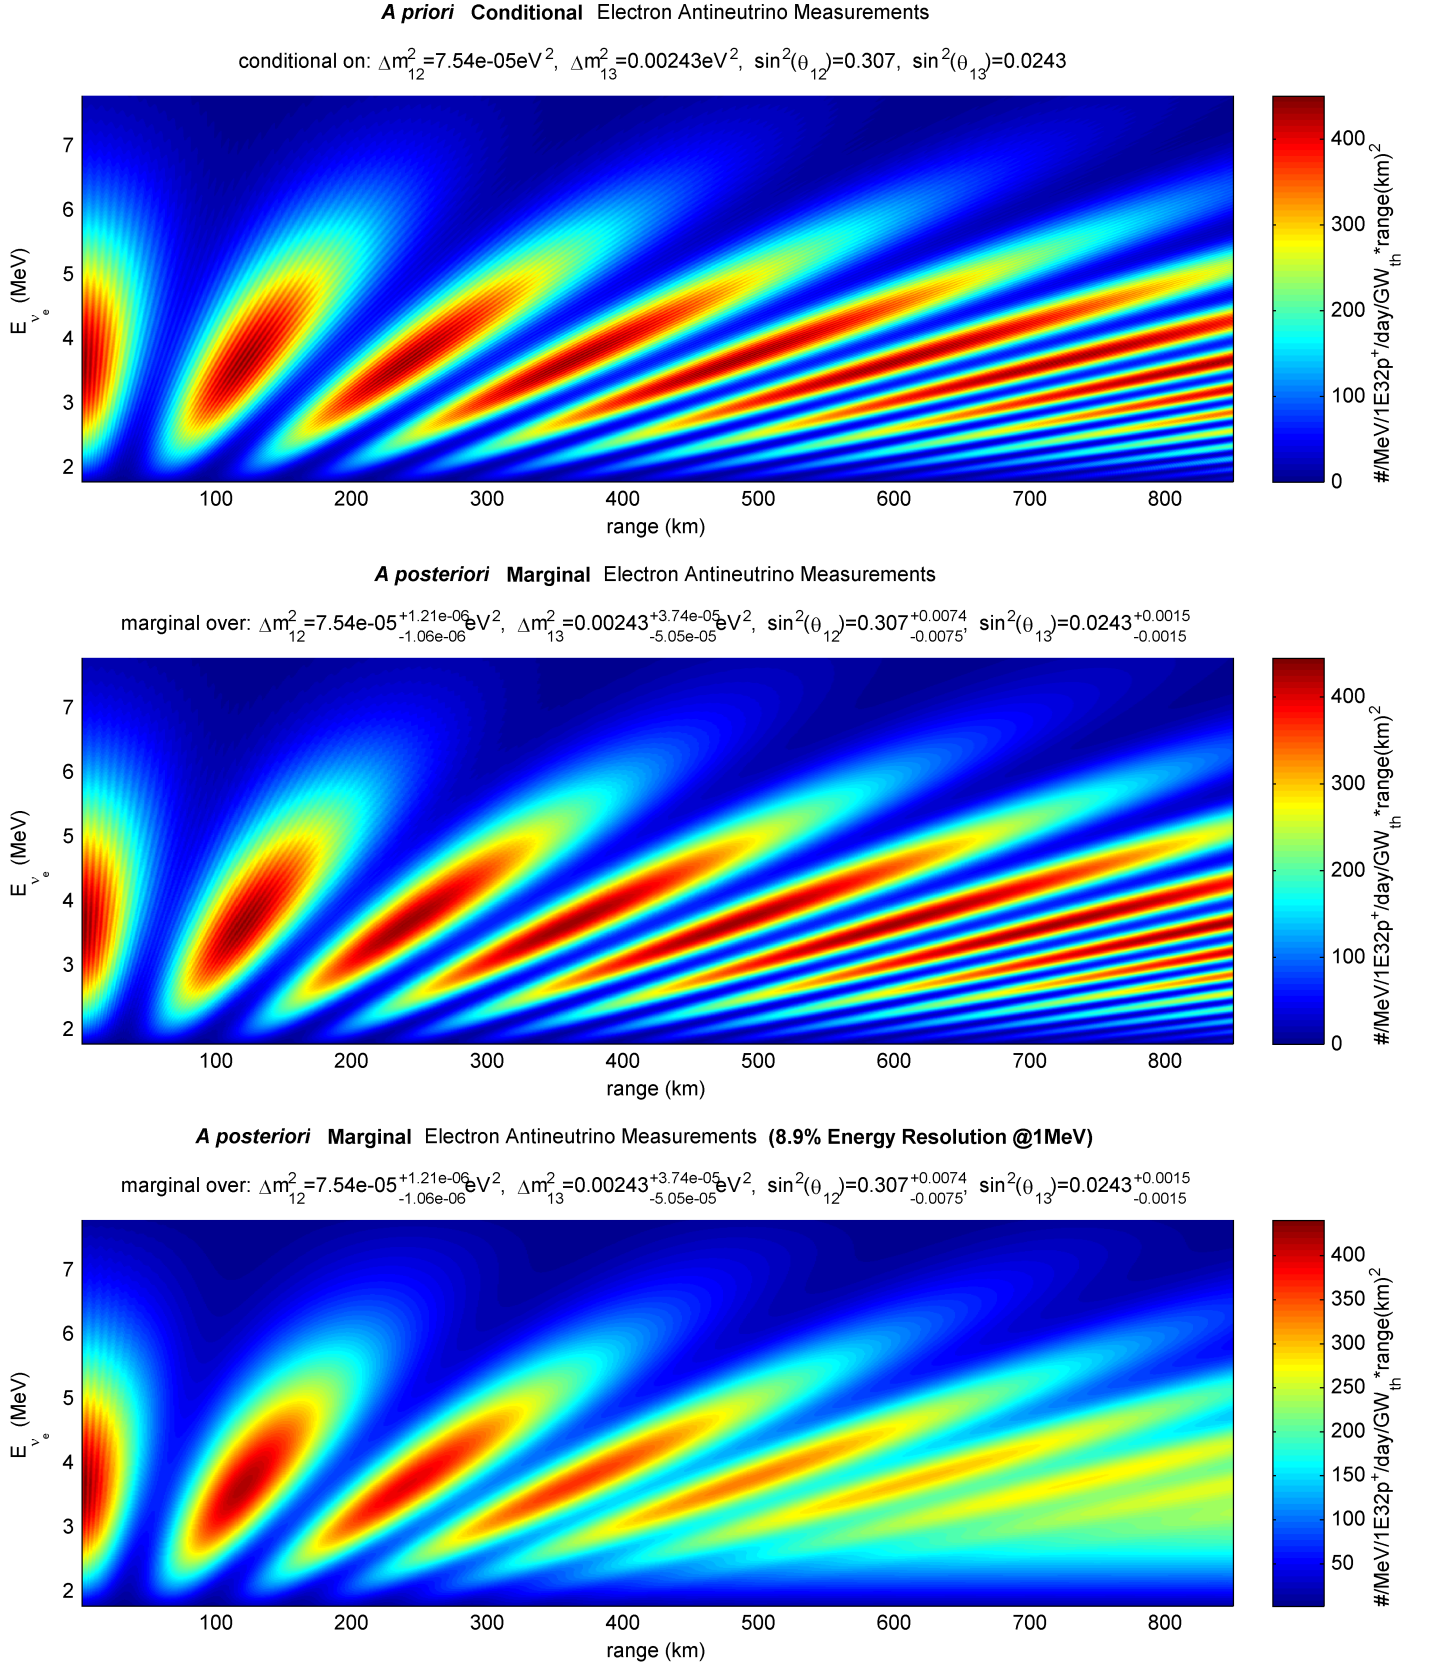 A priori Conditional Electron Antineutrino Measurements
conditional on: Δm²₁₂=7.54e-05eV², Δm²₁₃=0.00243eV², sin²(θ₁₂)=0.307, sin²(θ₁₃)=0.0243
7
6
5
4
3
2
E_νₑ (MeV)
100 200 300 400 500 600 700 800
range (km)
400
300
200
100
0
#/MeV/1E32p⁺/day/GW_th*range(km)²
A posteriori Marginal Electron Antineutrino Measurements
marginal over: Δm²₁₂=7.54e-05+1.21e-06-1.06e-06eV², Δm²₁₃=0.00243+3.74e-05-5.05e-05eV², sin²(θ₁₂)=0.307+0.0074-0.0075, sin²(θ₁₃)=0.0243+0.0015-0.0015
7
6
5
4
3
2
E_νₑ (MeV)
100 200 300 400 500 600 700 800
range (km)
400
300
200
100
0
#/MeV/1E32p⁺/day/GW_th*range(km)²
A posteriori Marginal Electron Antineutrino Measurements (8.9% Energy Resolution @1MeV)
marginal over: Δm²₁₂=7.54e-05+1.21e-06-1.06e-06eV², Δm²₁₃=0.00243+3.74e-05-5.05e-05eV², sin²(θ₁₂)=0.307+0.0074-0.0075, sin²(θ₁₃)=0.0243+0.0015-0.0015
7
6
5
4
3
2
E_νₑ (MeV)
100 200 300 400 500 600 700 800
range (km)
400
350
300
250
200
150
100
50
#/MeV/1E32p⁺/day/GW_th*range(km)²